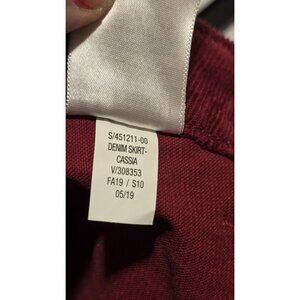 S/451211-00
DENIM SKIRT-
CASSIA
V/308353
FA19 / S10
05/19